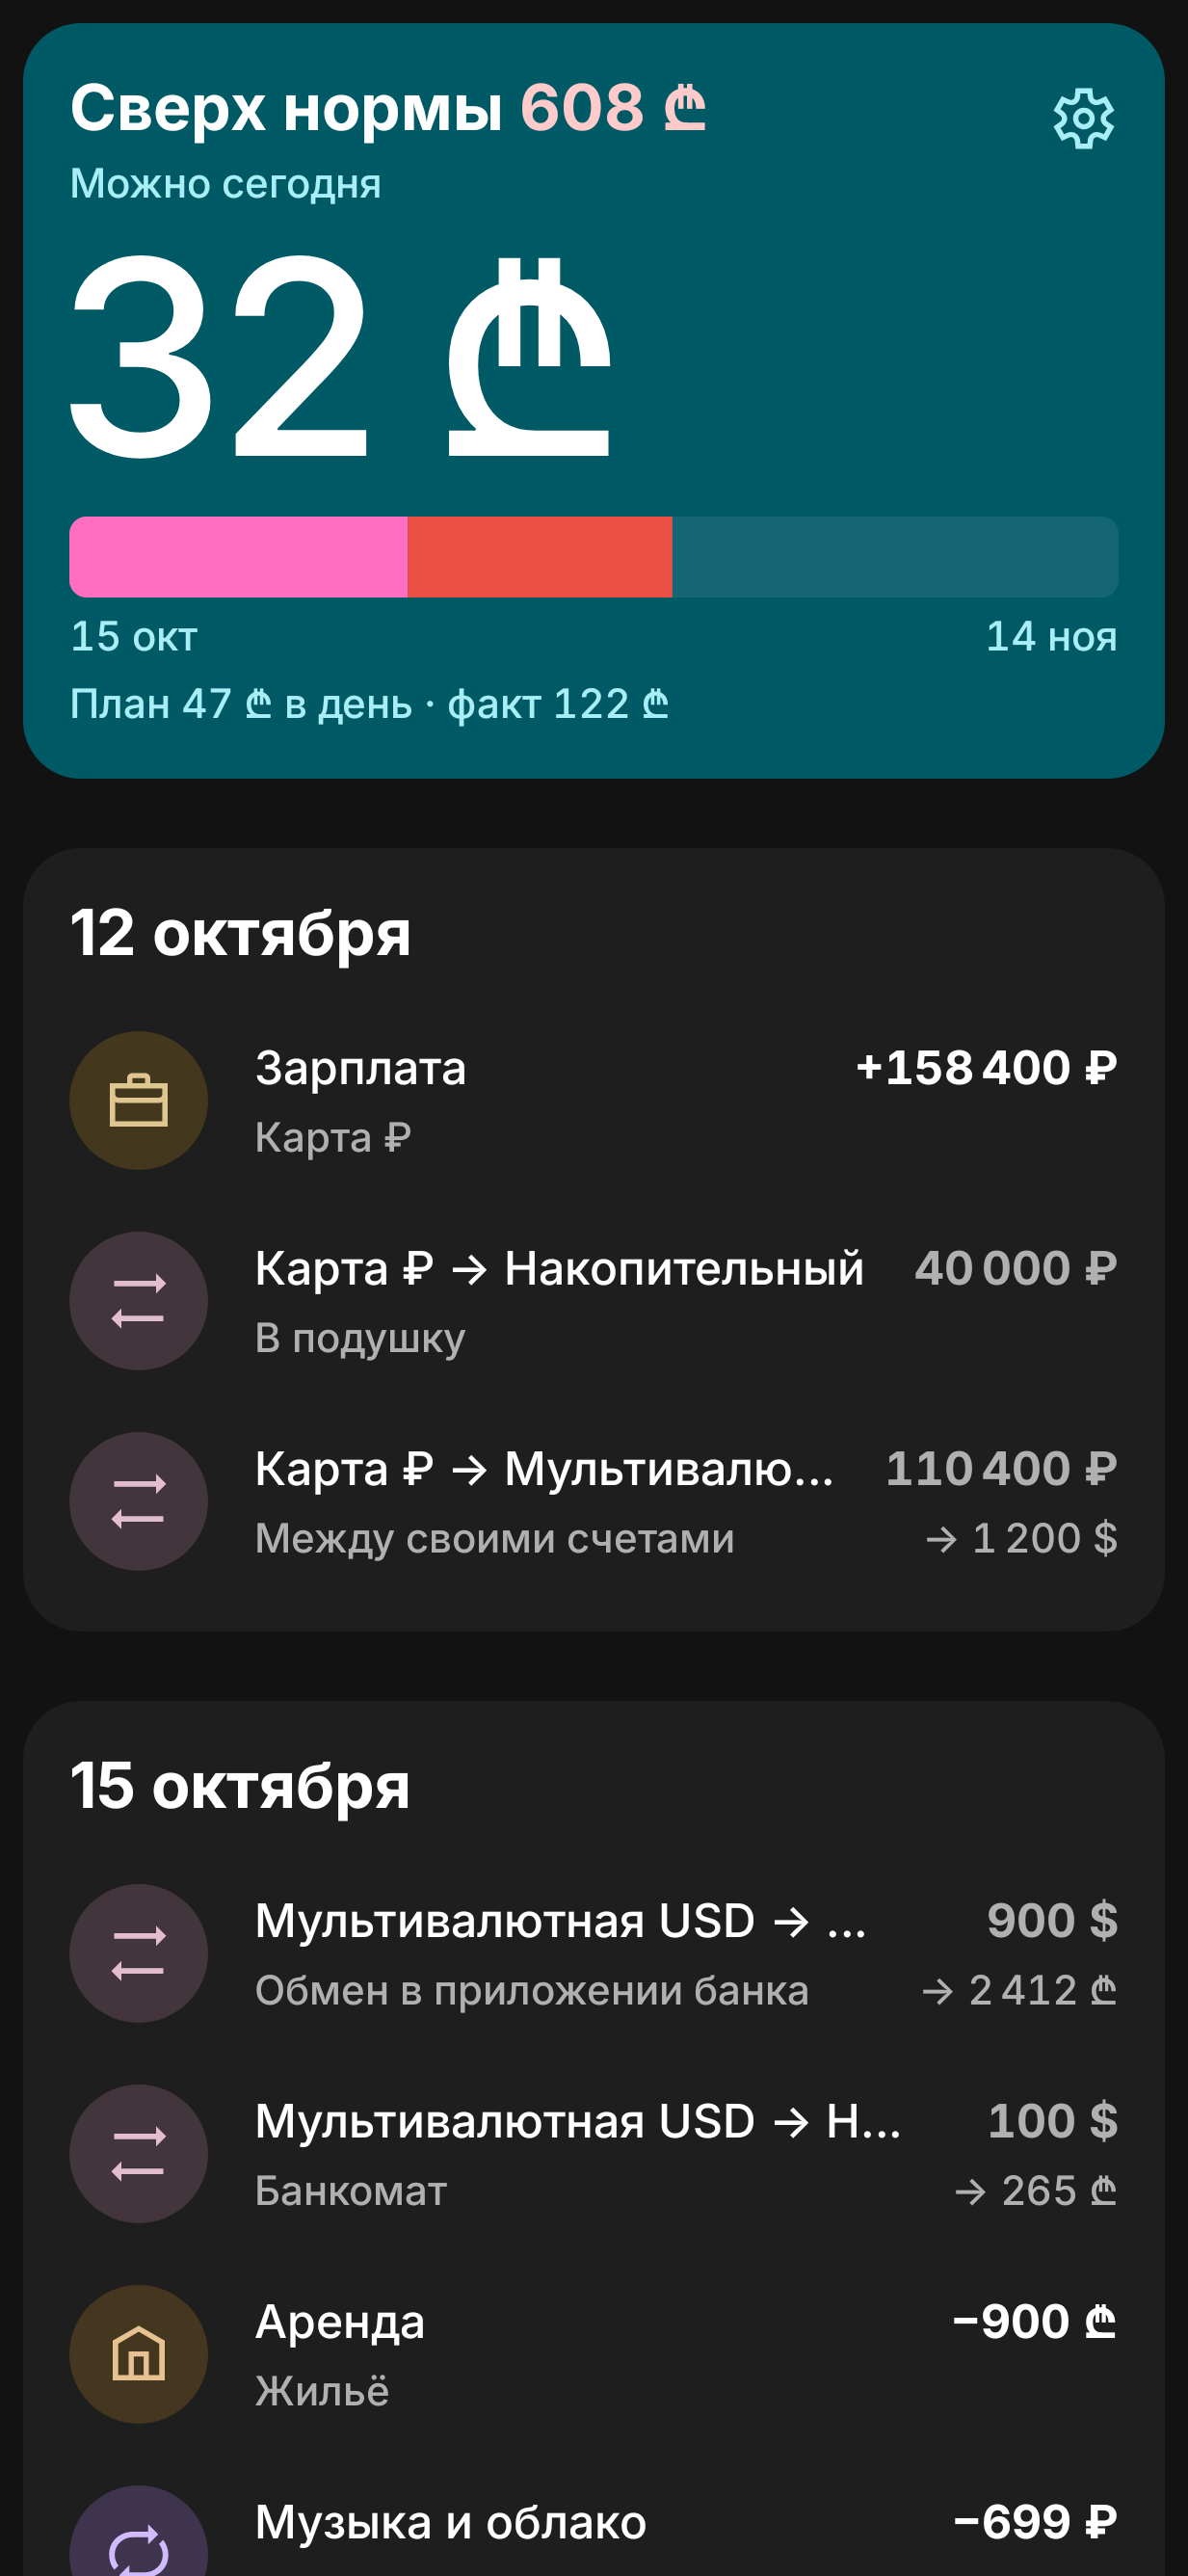 Сверх нормы 608 ₾
Можно сегодня
32 ₾
15 окт 14 ноя
План 47 ₾ в день · факт 122 ₾
12 октября
Зарплата +158 400 ₽
Карта ₽
Карта ₽ → Накопительный 40 000 ₽
В подушку
Карта ₽ → Мультивалю... 110 400 ₽
Между своими счетами → 1 200 $
15 октября
Мультивалютная USD → ... 900 $
Обмен в приложении банка → 2 412 ₾
Мультивалютная USD → Н... 100 $
Банкомат → 265 ₾
Аренда −900 ₾
Жильё
Музыка и облако −699 ₽